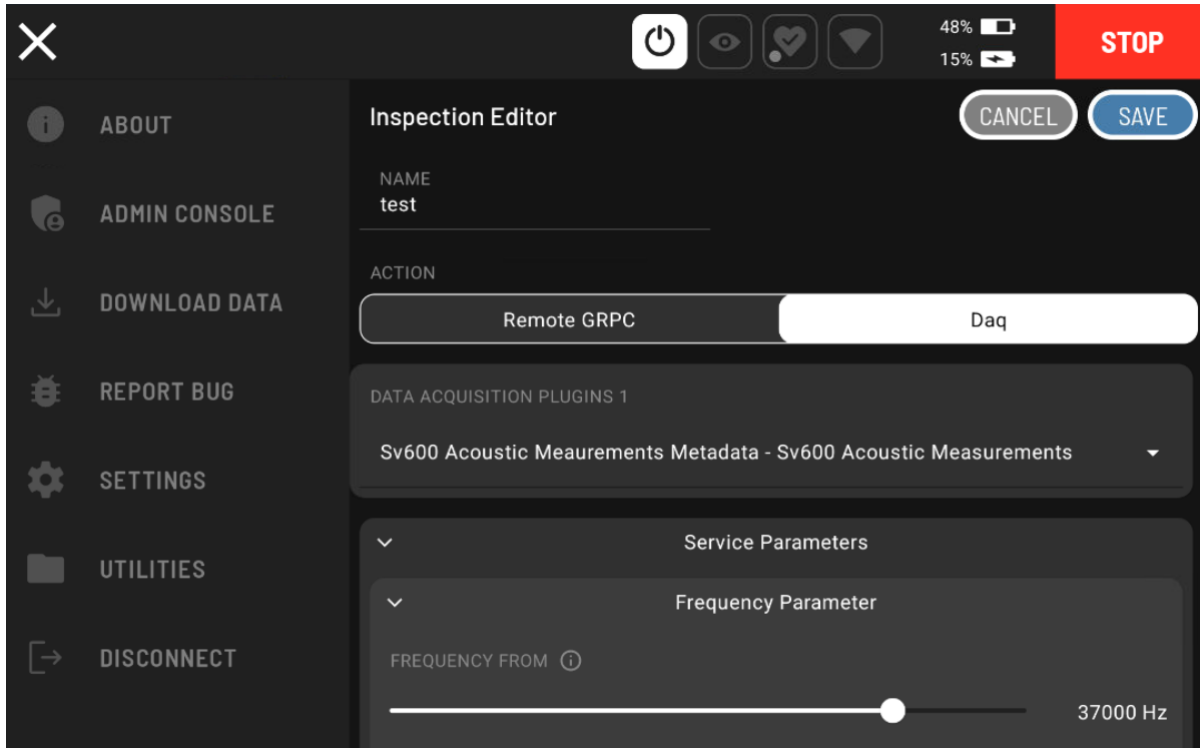 48%
15%
STOP
ABOUT
ADMIN CONSOLE
DOWNLOAD DATA
REPORT BUG
SETTINGS
UTILITIES
DISCONNECT
Inspection Editor
CANCEL
SAVE
NAME
test
ACTION
Remote GRPC
Daq
DATA ACQUISITION PLUGINS 1
Sv600 Acoustic Meaurements Metadata - Sv600 Acoustic Measurements
Service Parameters
Frequency Parameter
FREQUENCY FROM
37000 Hz